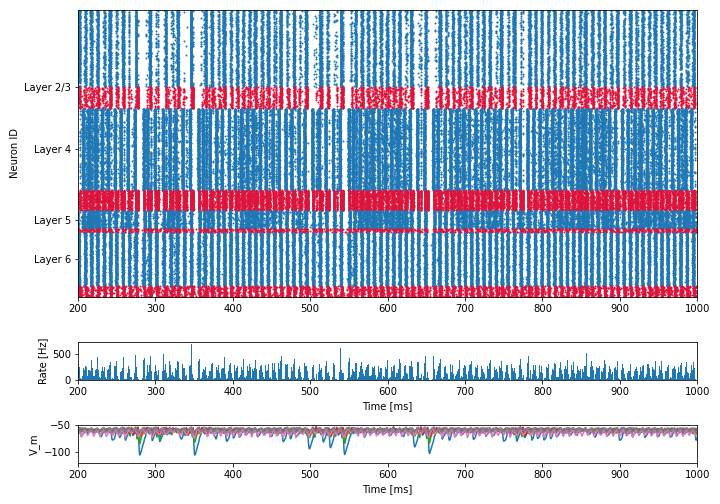 Neuron ID
Layer 2/3
Layer 4
Layer 5
Layer 6
200 300 400 500 600 700 800 900 1000
Rate [Hz]
500
0
200 300 400 500 600 700 800 900 1000
Time [ms]
V_m
−50
−100
200 300 400 500 600 700 800 900 1000
Time [ms]